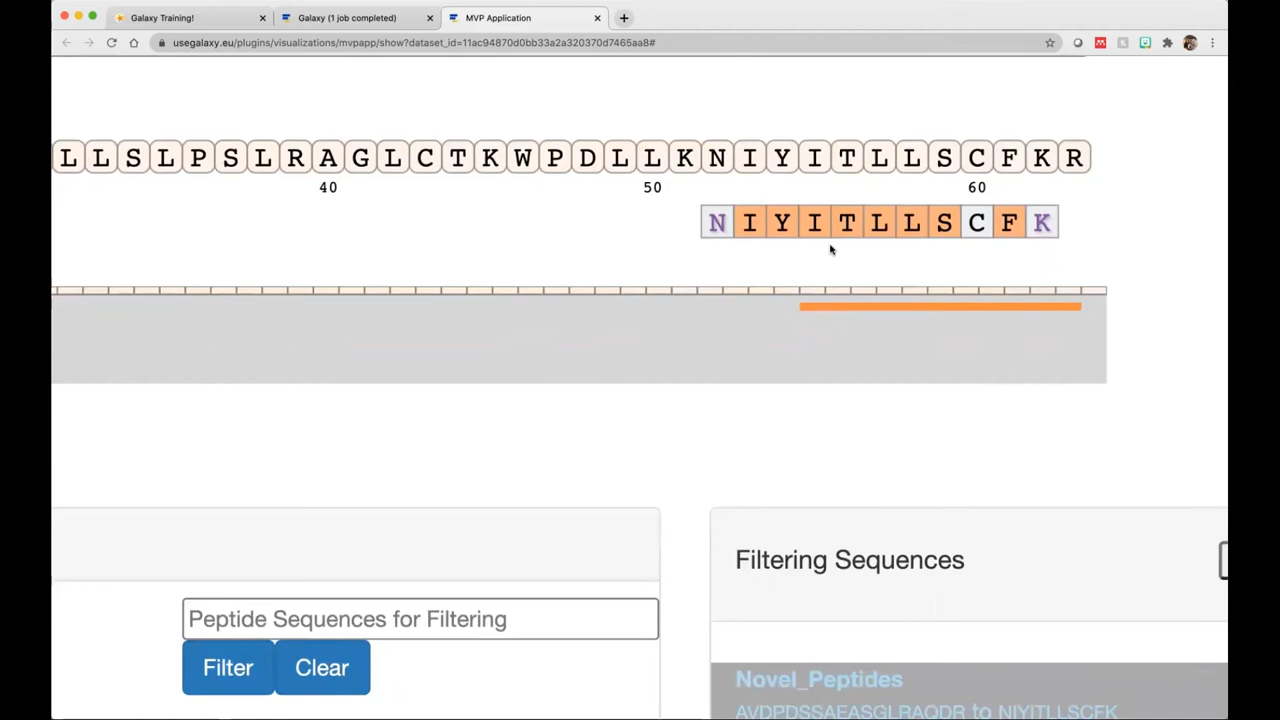 Galaxy Training!
Galaxy (1 job completed)
MVP Application
usegalaxy.eu/plugins/visualizations/mvpapp/show?dataset_id=11ac94870d0bb33a2a320370d7465aa8#
L L S L P S L R A G L C T K W P D L L K N I Y I T L L S C F K R
40 50 60
N I Y I T L L S C F K
Filtering Sequences
Peptide Sequences for Filtering
Filter Clear
Novel_Peptides
AVDPDSSAEASGLRAQDR to NIYITLLSCFK